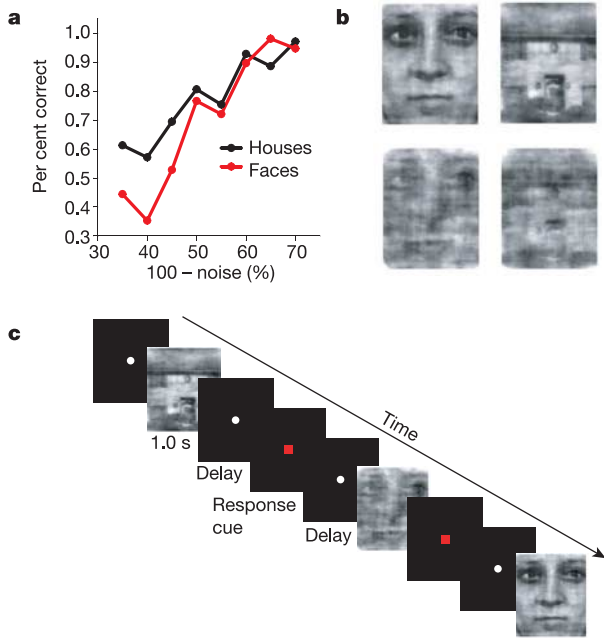 a
Per cent correct
1.0
0.9
0.8
0.7
0.6
0.5
0.4
0.3
30 40 50 60 70
100 – noise (%)
Houses
Faces
b
c
1.0 s
Delay
Response
cue
Delay
Time